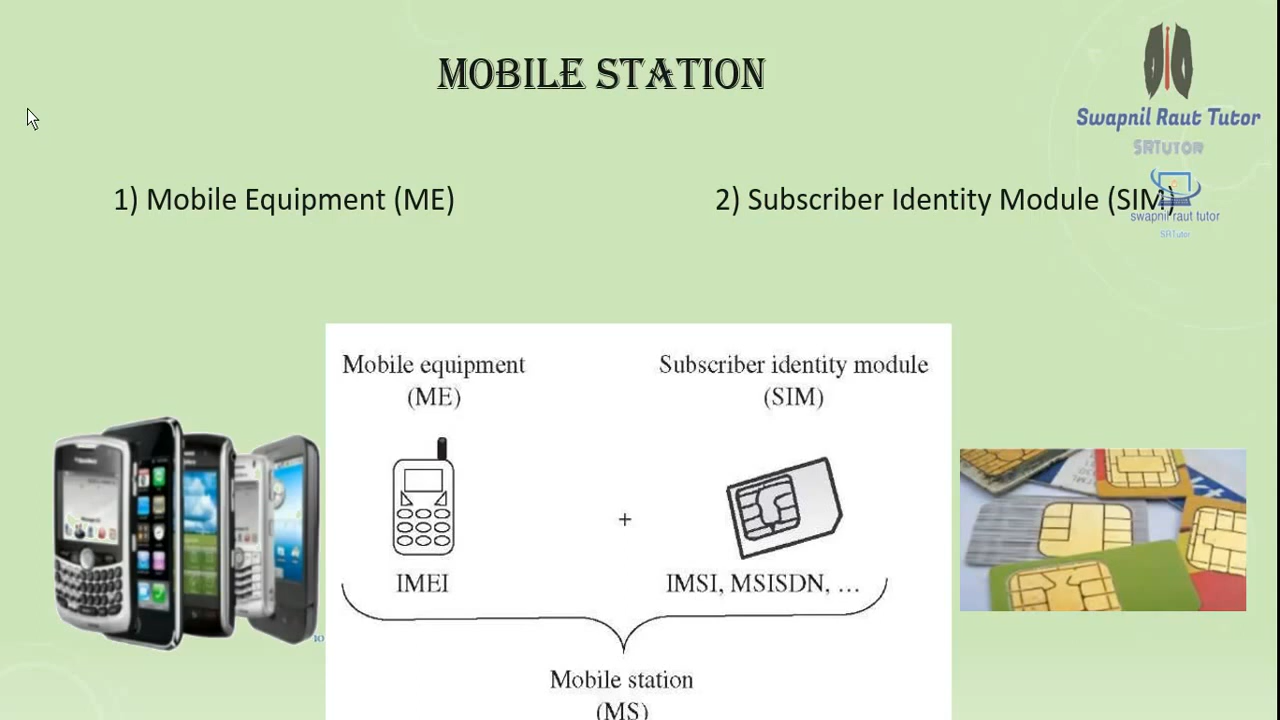 MOBILE STATION
Swapnil Raut Tutor
SRTUTOR
1) Mobile Equipment (ME)
2) Subscriber Identity Module (SIM)
swapnil raut tutor
SRTutor
Mobile equipment
(ME)
Subscriber identity module
(SIM)
+
IMEI
IMSI, MSISDN, …
Mobile station
(MS)